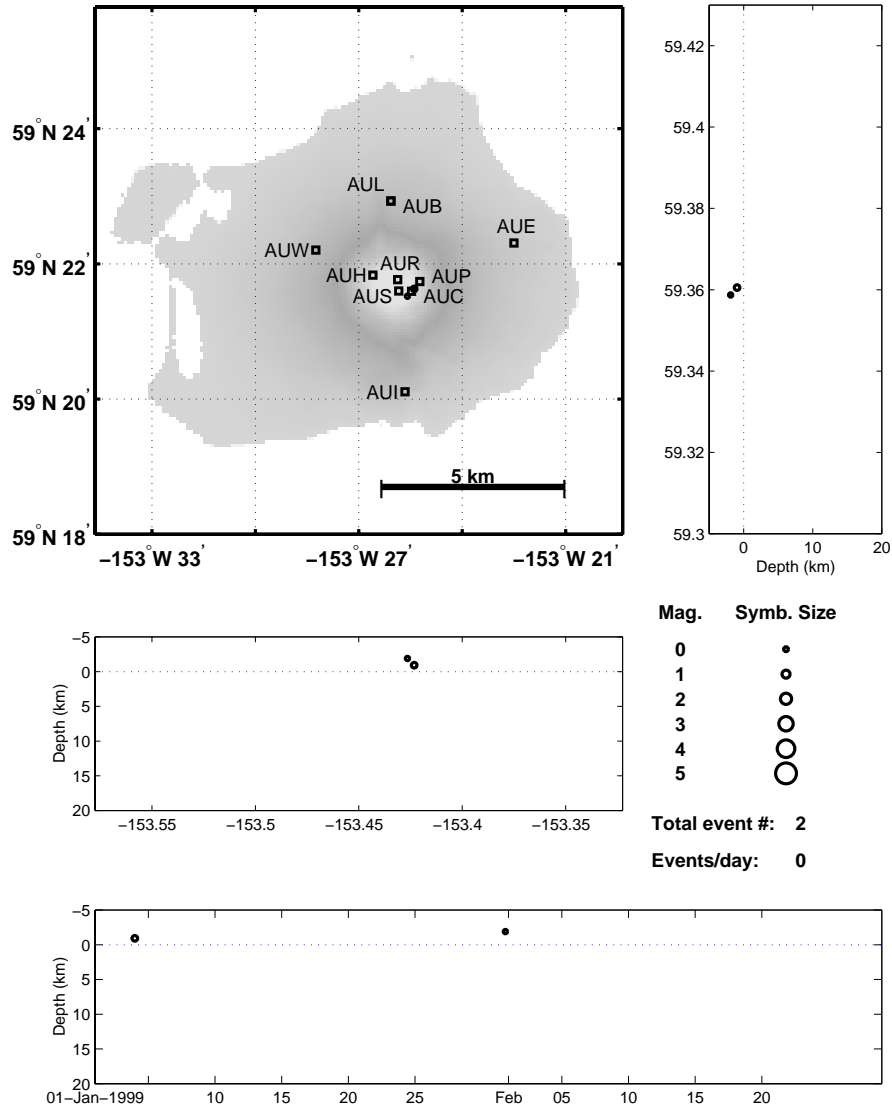 59°N 24'
59°N 22'
59°N 20'
59°N 18'
−153°W 33'
−153°W 27'
−153°W 21'
AUL
AUB
AUE
AUW
AUR
AUH
AUP
AUS
AUC
AUI
5 km
59.42
59.4
59.38
59.36
59.34
59.32
59.3
0
10
20
Depth (km)
−5
0
5
10
15
20
Depth (km)
−153.55
−153.5
−153.45
−153.4
−153.35
Mag. Symb. Size
0
1
2
3
4
5
Total event #: 2
Events/day: 0
−5
0
5
10
15
20
Depth (km)
01−Jan−1999
10
15
20
25
Feb
05
10
15
20